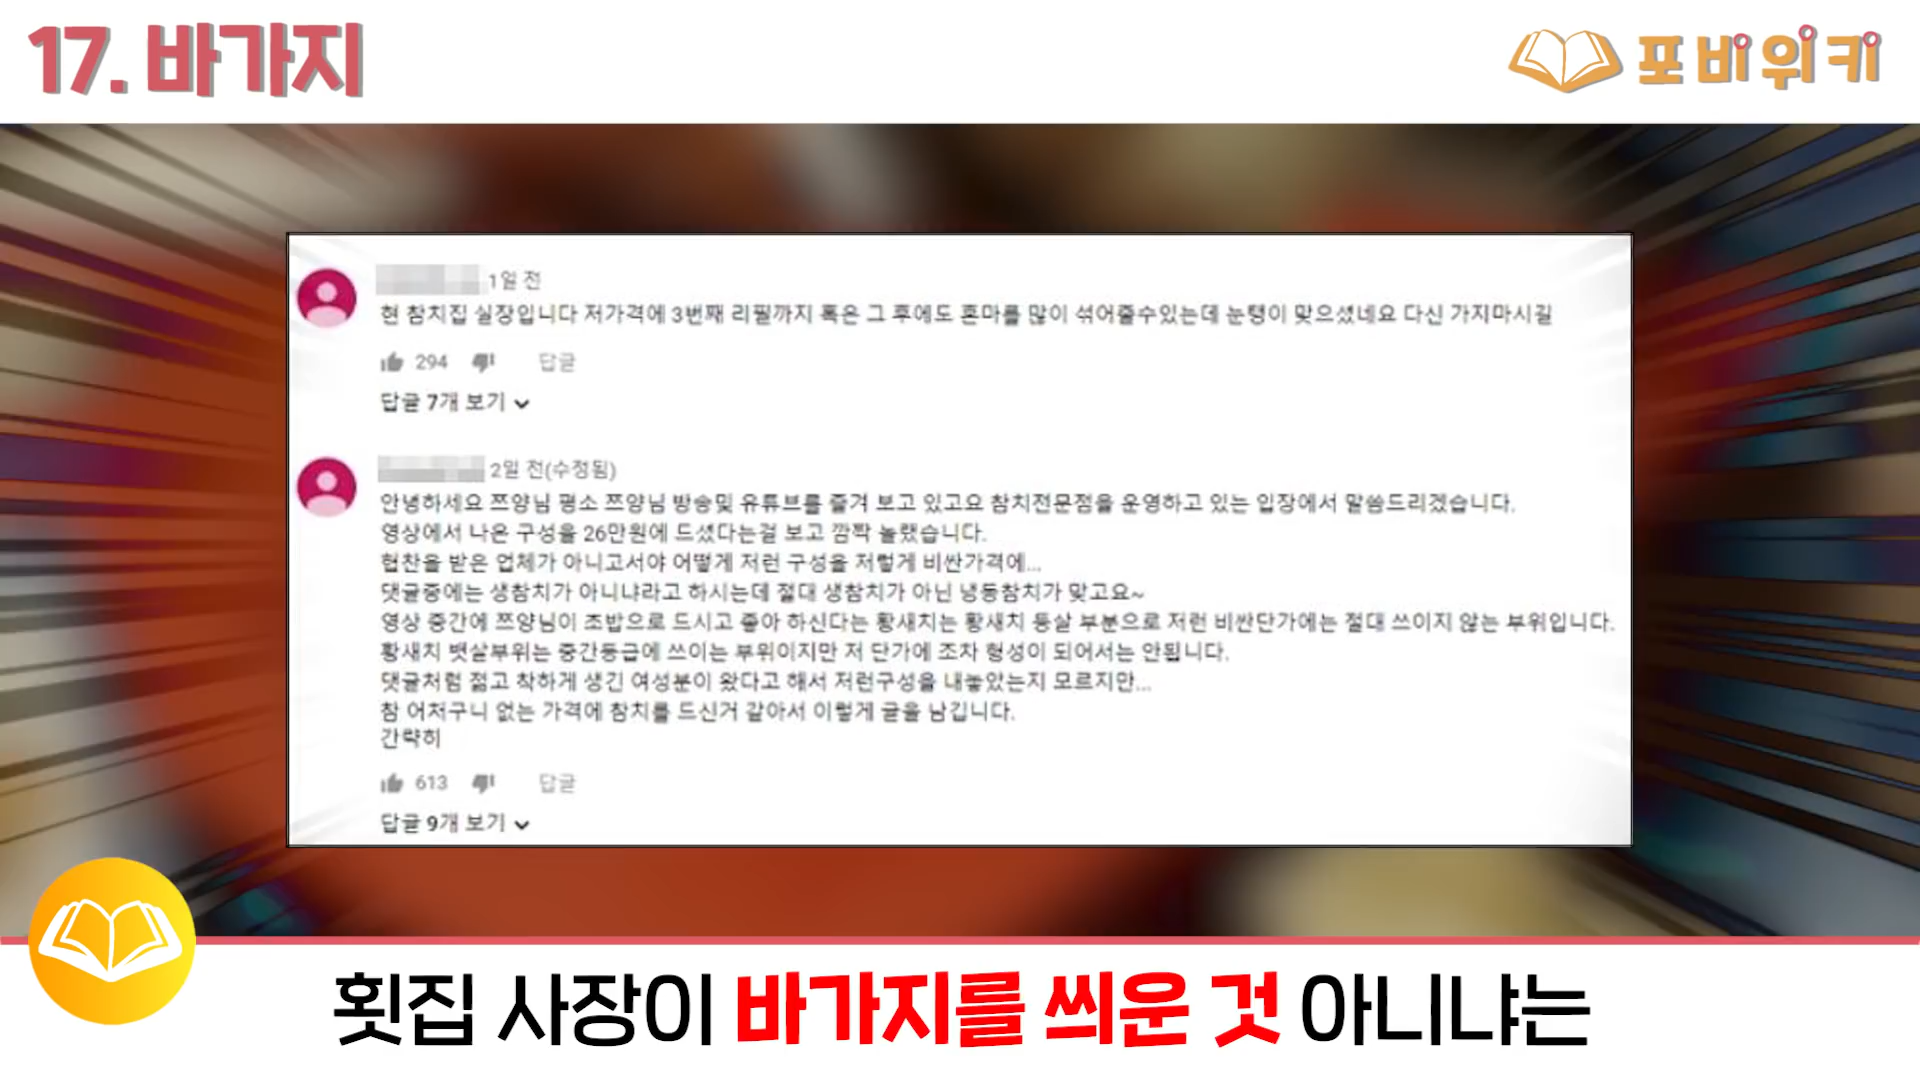 17. 바가지
포비위키
1일 전
현 참치집 실장입니다 저가격에 3번째 리필까지 혹은 그 후에도 혼마를 많이 섞어줄수있는데 눈탱이 맞으셨네요 다신 가지마시길
294 답글
답글 7개 보기
2일 전(수정됨)
안녕하세요 쯔양님 평소 쯔양님 방송및 유튜브를 즐겨 보고 있고요 참치전문점을 운영하고 있는 입장에서 말씀드리겠습니다.
영상에서 나온 구성을 26만원에 드셨다는걸 보고 깜짝 놀랬습니다.
협찬을 받은 업체가 아니고서야 어떻게 저런 구성을 저렇게 비싼가격에...
댓글중에는 생참치가 아니냐라고 하시는데 절대 생참치가 아닌 냉동참치가 맞고요~
영상 중간에 쯔양님이 초밥으로 드시고 좋아 하신다는 황새치는 황새치 등살 부분으로 저런 비싼단가에는 절대 쓰이지 않는 부위입니다.
황새치 뱃살부위는 중간등급에 쓰이는 부위이지만 저 단가에 조차 형성이 되어서는 안됩니다.
댓글처럼 젊고 착하게 생긴 여성분이 왔다고 해서 저런구성을 내놓았는지 모르지만...
참 어처구니 없는 가격에 참치를 드신거 같아서 이렇게 글을 남깁니다.
간략히
613 답글
답글 9개 보기
횟집 사장이 바가지를 씌운 것 아니냐는